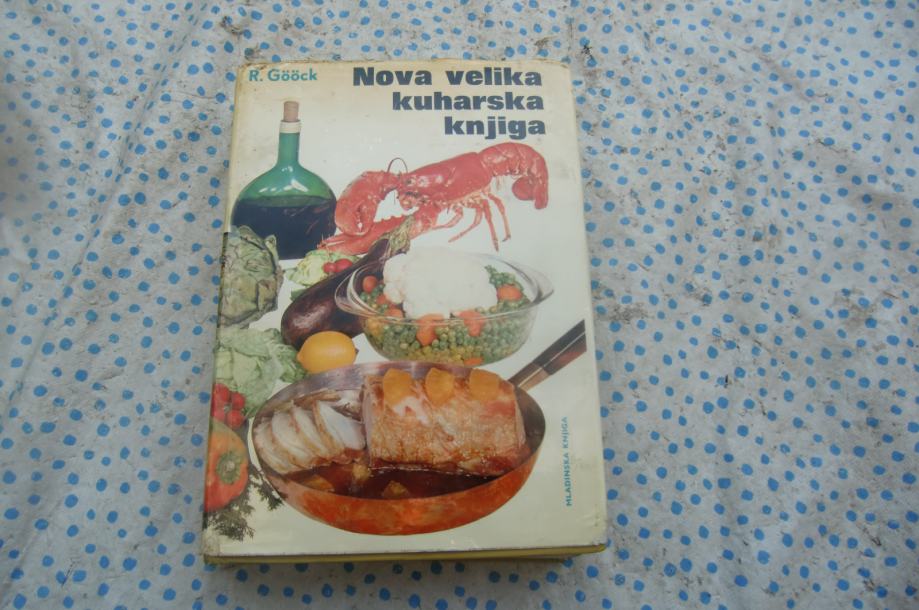 R. Gööck
Nova velika
kuharska
knjiga
MLADINSKA KNJIGA